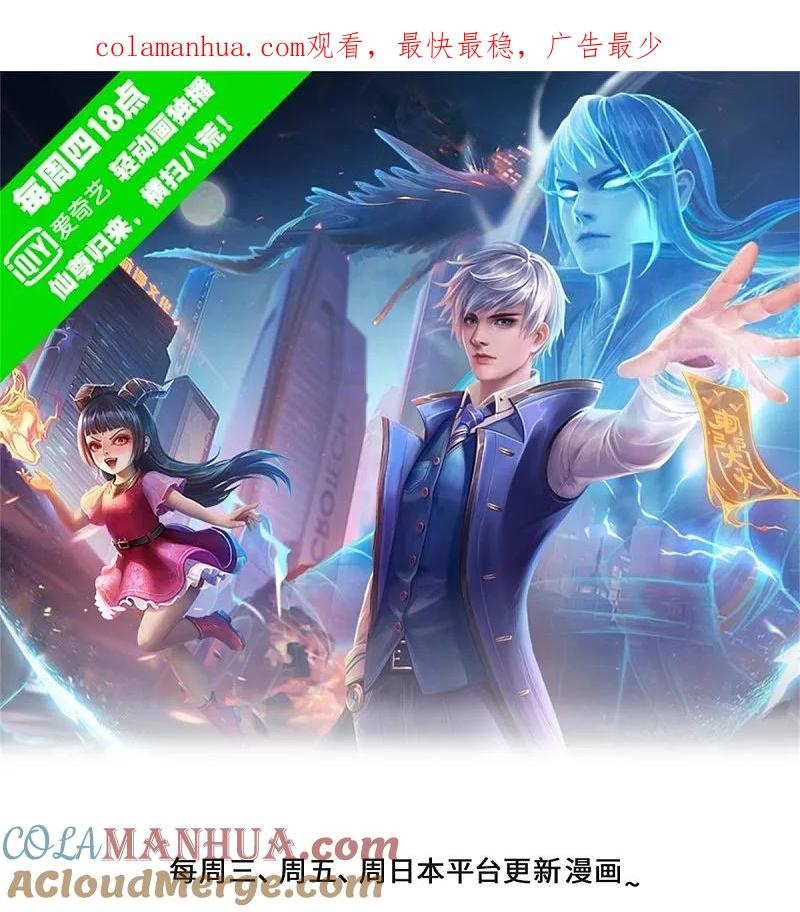 colamanhua.com观看，最快最稳，广告最少
每周四18点
iQIYI 爱奇艺 轻动画独播
仙尊归来，横扫八荒！
CROTECH
COLAMANHUA.com
每周三、周五、周日本平台更新漫画~
ACloudMerge.com